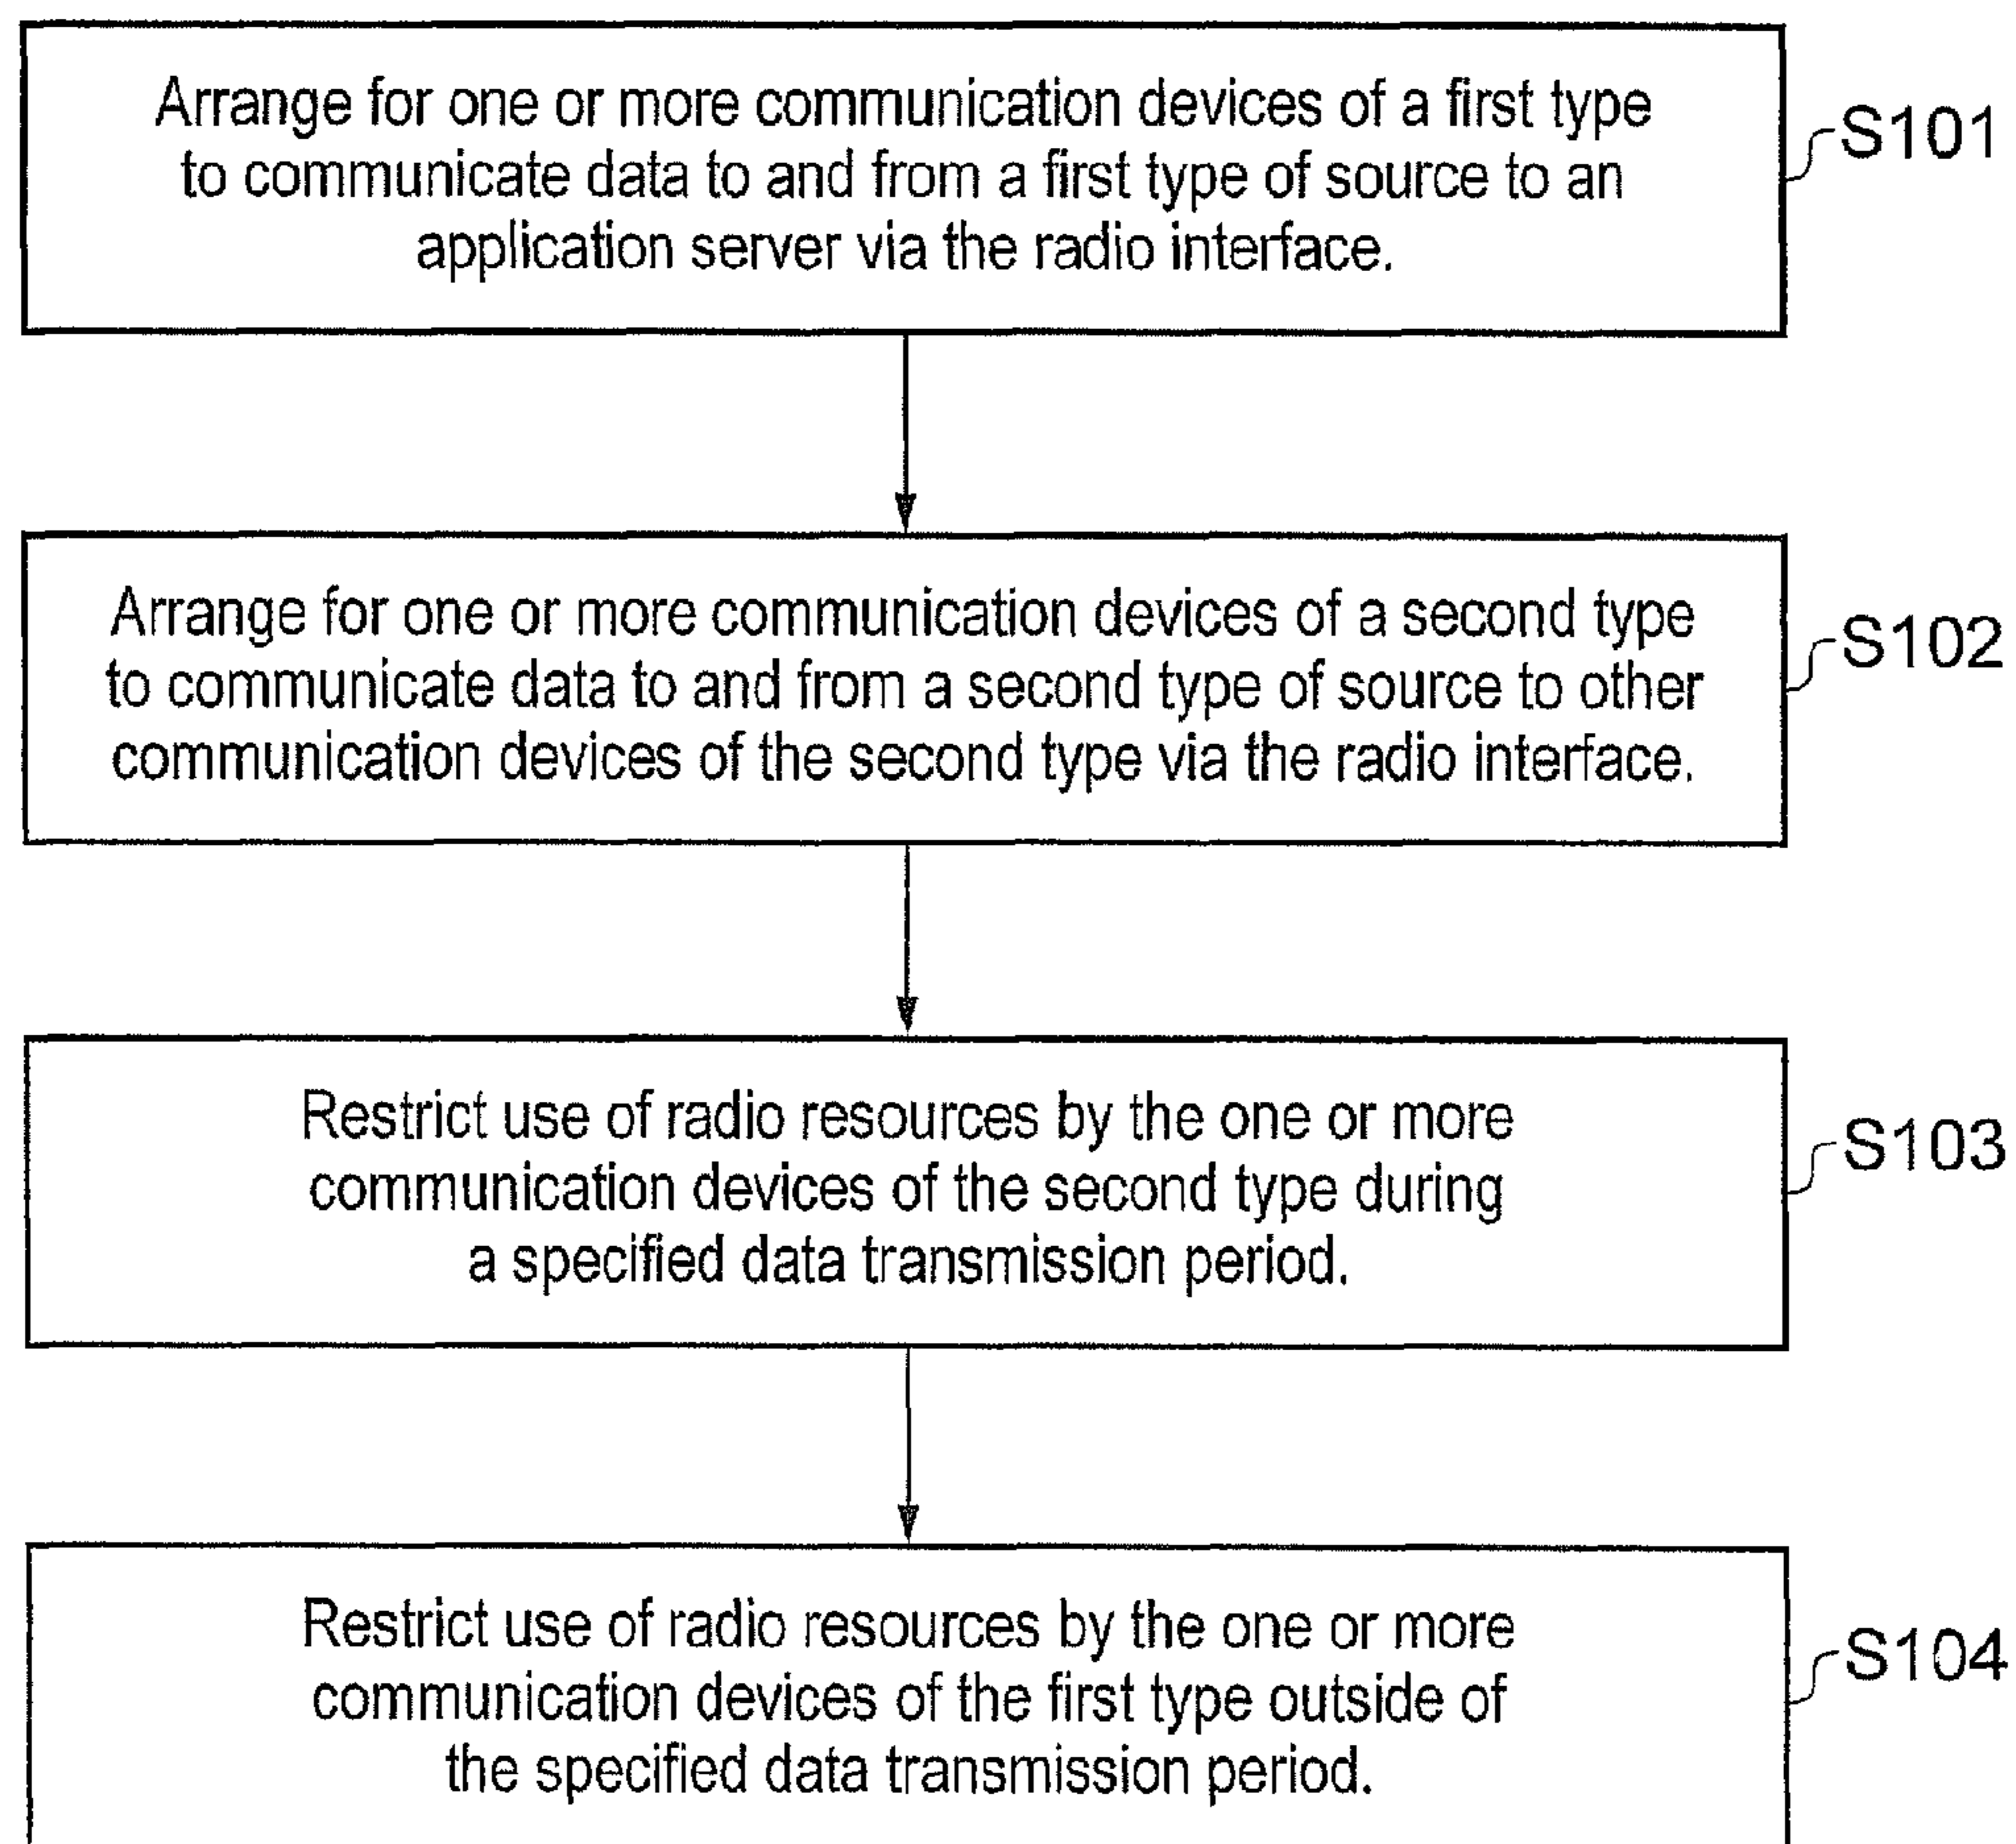 Arrange for one or more communication devices of a first type
to communicate data to and from a first type of source to an
application server via the radio interface.
S101
Arrange for one or more communication devices of a second type
to communicate data to and from a second type of source to other
communication devices of the second type via the radio interface.
S102
Restrict use of radio resources by the one or more
communication devices of the second type during
a specified data transmission period.
S103
Restrict use of radio resources by the one or more
communication devices of the first type outside of
the specified data transmission period.
S104